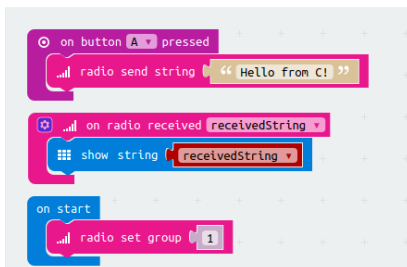 on button A ▾ pressed
radio send string “ Hello from C! ”
on radio received receivedString ▾
show string receivedString ▾
on start
radio set group 1